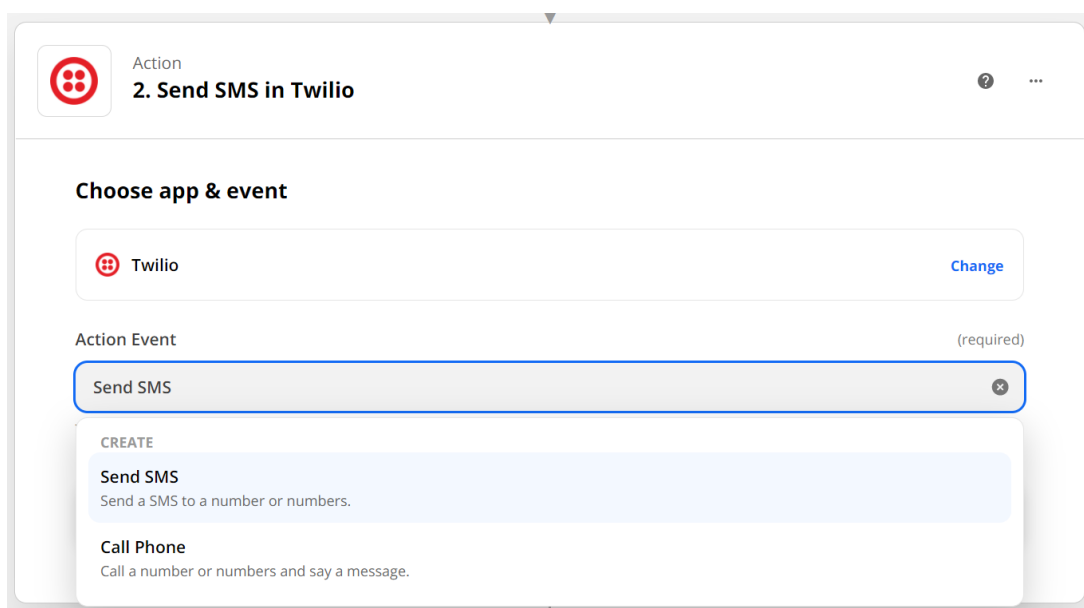 Action
2. Send SMS in Twilio
Choose app & event
Twilio
Change
Action Event
(required)
Send SMS
CREATE
Send SMS
Send a SMS to a number or numbers.
Call Phone
Call a number or numbers and say a message.